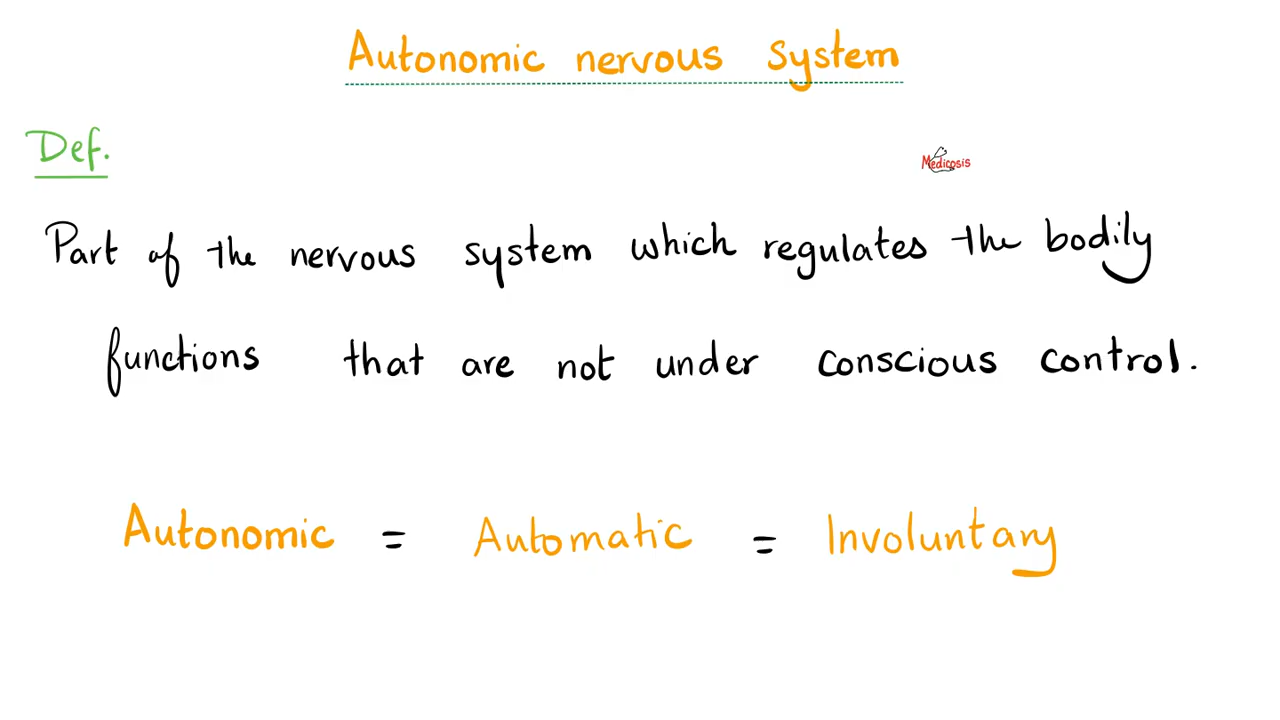 Autonomic nervous system
Def.
Medicosis
Part of the nervous system which regulates the bodily
functions that are not under conscious control.
Autonomic = Automatic = Involuntary